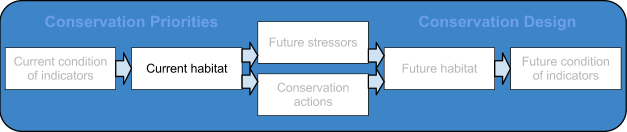 Conservation Priorities
Conservation Design
Current condition
of indicators
Current habitat
Future stressors
Conservation
actions
Future habitat
Future condition
of indicators